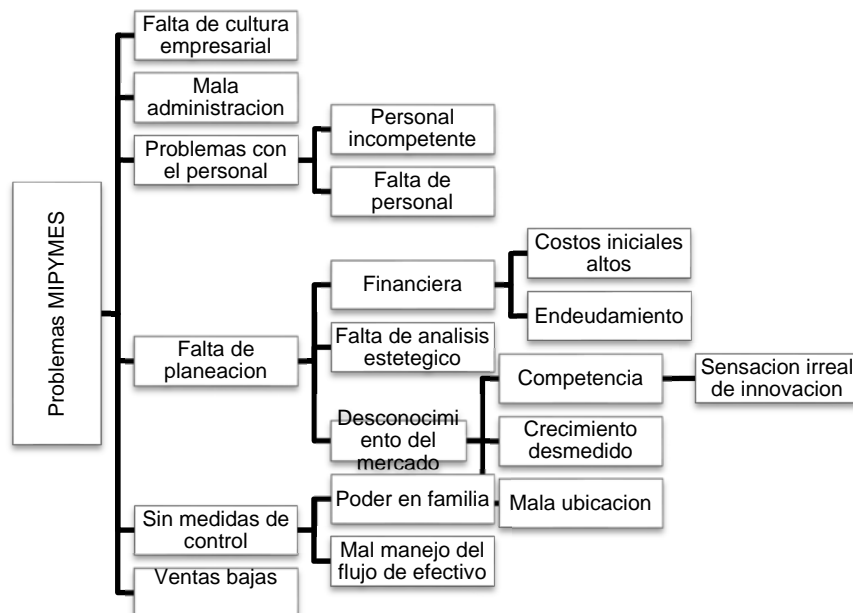 Problemas MIPYMES
Falta de cultura
empresarial
Mala
administracion
Problemas con
el personal
Personal
incompetente
Falta de
personal
Falta de
planeacion
Financiera
Costos iniciales
altos
Endeudamiento
Falta de analisis
estetegico
Desconocimi
ento del
mercado
Competencia
Sensacion irreal
de innovacion
Crecimiento
desmedido
Mala ubicacion
Sin medidas de
control
Poder en familia
Mal manejo del
flujo de efectivo
Ventas bajas